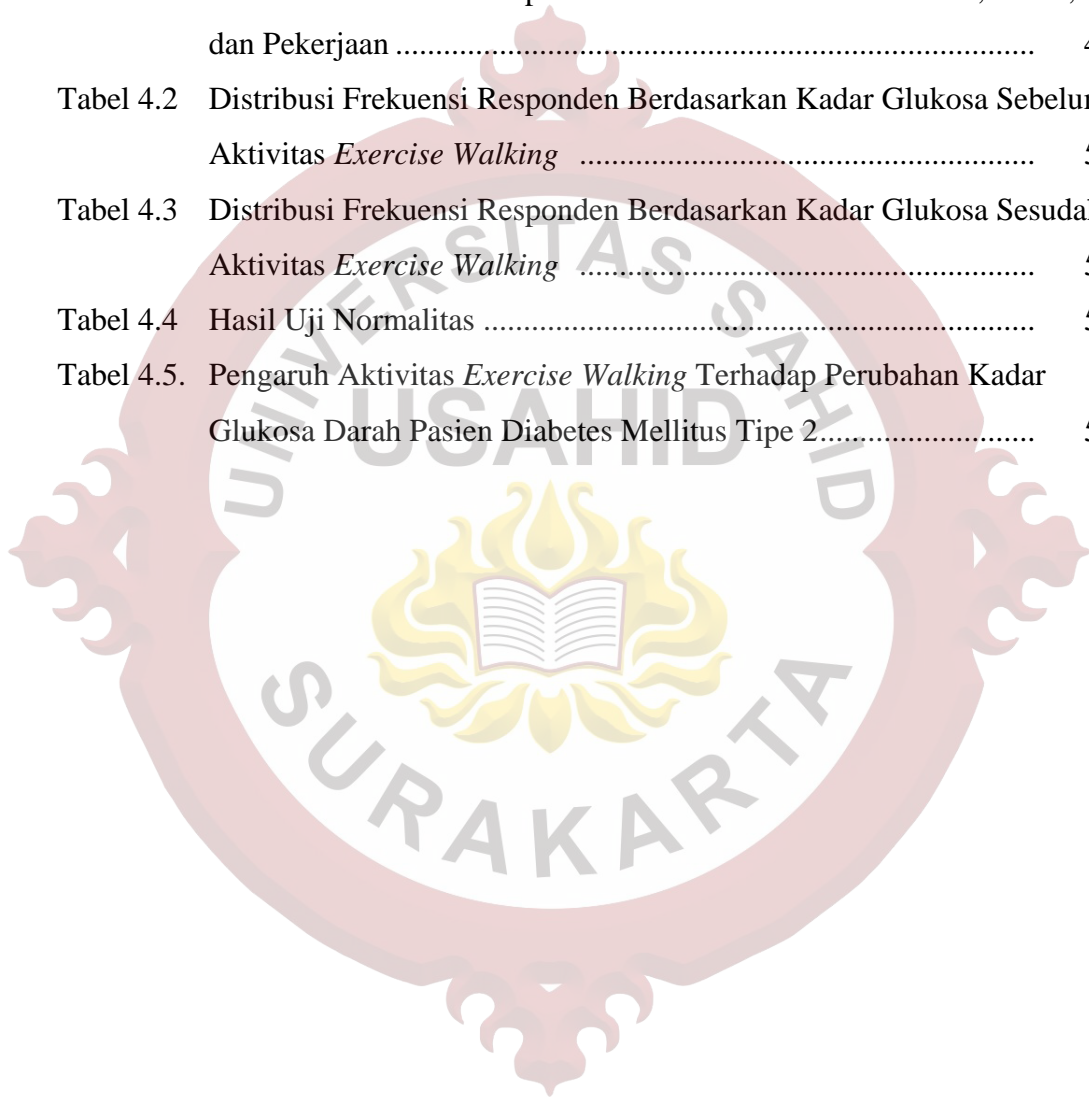 dan Pekerjaan ................................................................................
Tabel 4.2 Distribusi Frekuensi Responden Berdasarkan Kadar Glukosa
Aktivitas Exercise Walking .........................................................
Tabel 4.3 Distribusi Frekuensi Responden Berdasarkan Kadar Glukosa
Aktivitas Exercise Walking .........................................................
Tabel 4.4 Hasil Uji Normalitas .....................................................................
Tabel 4.5. Pengaruh Aktivitas Exercise Walking Terhadap Perubahan Kadar
Glukosa Darah Pasien Diabetes Mellitus Tipe 2...........................
UNIVERSITAS SAHID
USAHID
SURAKARTA